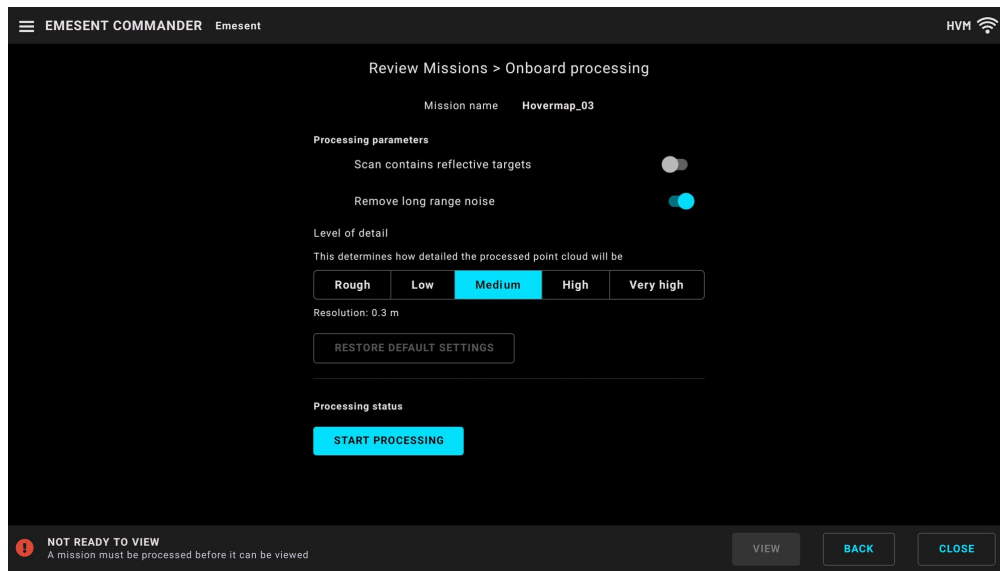 EMESENT COMMANDER Emesent HVM
Review Missions > Onboard processing
Mission name Hovermap_03
Processing parameters
Scan contains reflective targets
Remove long range noise
Level of detail
This determines how detailed the processed point cloud will be
Rough Low Medium High Very high
Resolution: 0.3 m
RESTORE DEFAULT SETTINGS
Processing status
START PROCESSING
NOT READY TO VIEW
A mission must be processed before it can be viewed
VIEW BACK CLOSE